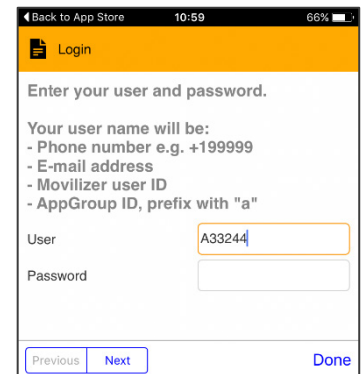 Back to App Store 10:59 66%
Login
Enter your user and password.
Your user name will be:
- Phone number e.g. +199999
- E-mail address
- Movilizer user ID
- AppGroup ID, prefix with "a"
User A33244
Password
Previous Next Done